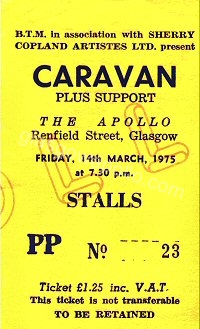 B.T.M. in association with SHERRY
COPLAND ARTISTES LTD. present
CARAVAN
PLUS SUPPORT
THE APOLLO
Renfield Street, Glasgow
FRIDAY, 14th MARCH, 1975
at 7.30 p.m.
STALLS
PP No 23
Ticket £1.25 inc. V.A.T.
This ticket is not transferable
TO BE RETAINED